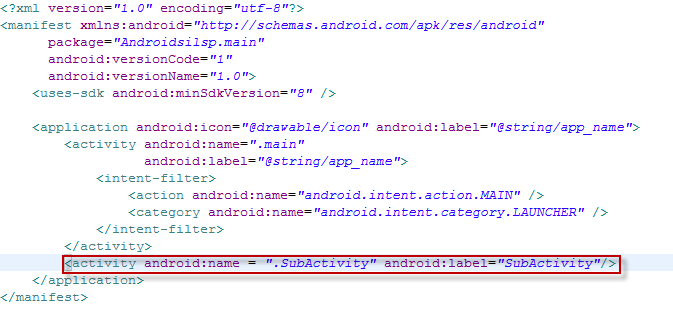 <?xml version="1.0" encoding="utf-8"?>
<manifest xmlns:android="http://schemas.android.com/apk/res/android"
package="Androidsilsp.main"
android:versionCode="1"
android:versionName="1.0">
<uses-sdk android:minSdkVersion="8" />
<application android:icon="@drawable/icon" android:label="@string/app_name">
<activity android:name=".main"
android:label="@string/app_name">
<intent-filter>
<action android:name="android.intent.action.MAIN" />
<category android:name="android.intent.category.LAUNCHER" />
</intent-filter>
</activity>
<activity android:name = ".SubActivity" android:label="SubActivity"/>
</application>
</manifest>